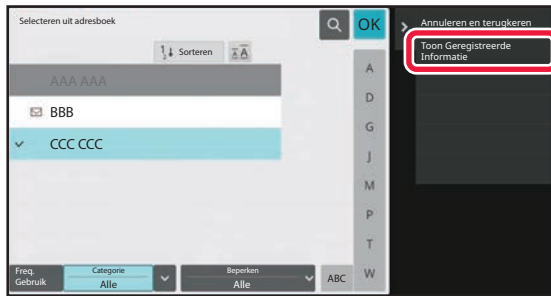 Selecteren uit adresboek
OK
Annuleren en terugkeren
Toon Geregistreerde
Informatie
Sorteren
AAA AAA
BBB
CCC CCC
A
D
G
J
M
P
T
W
Freq.
Gebruik
Categorie
Alle
Beperken
Alle
ABC